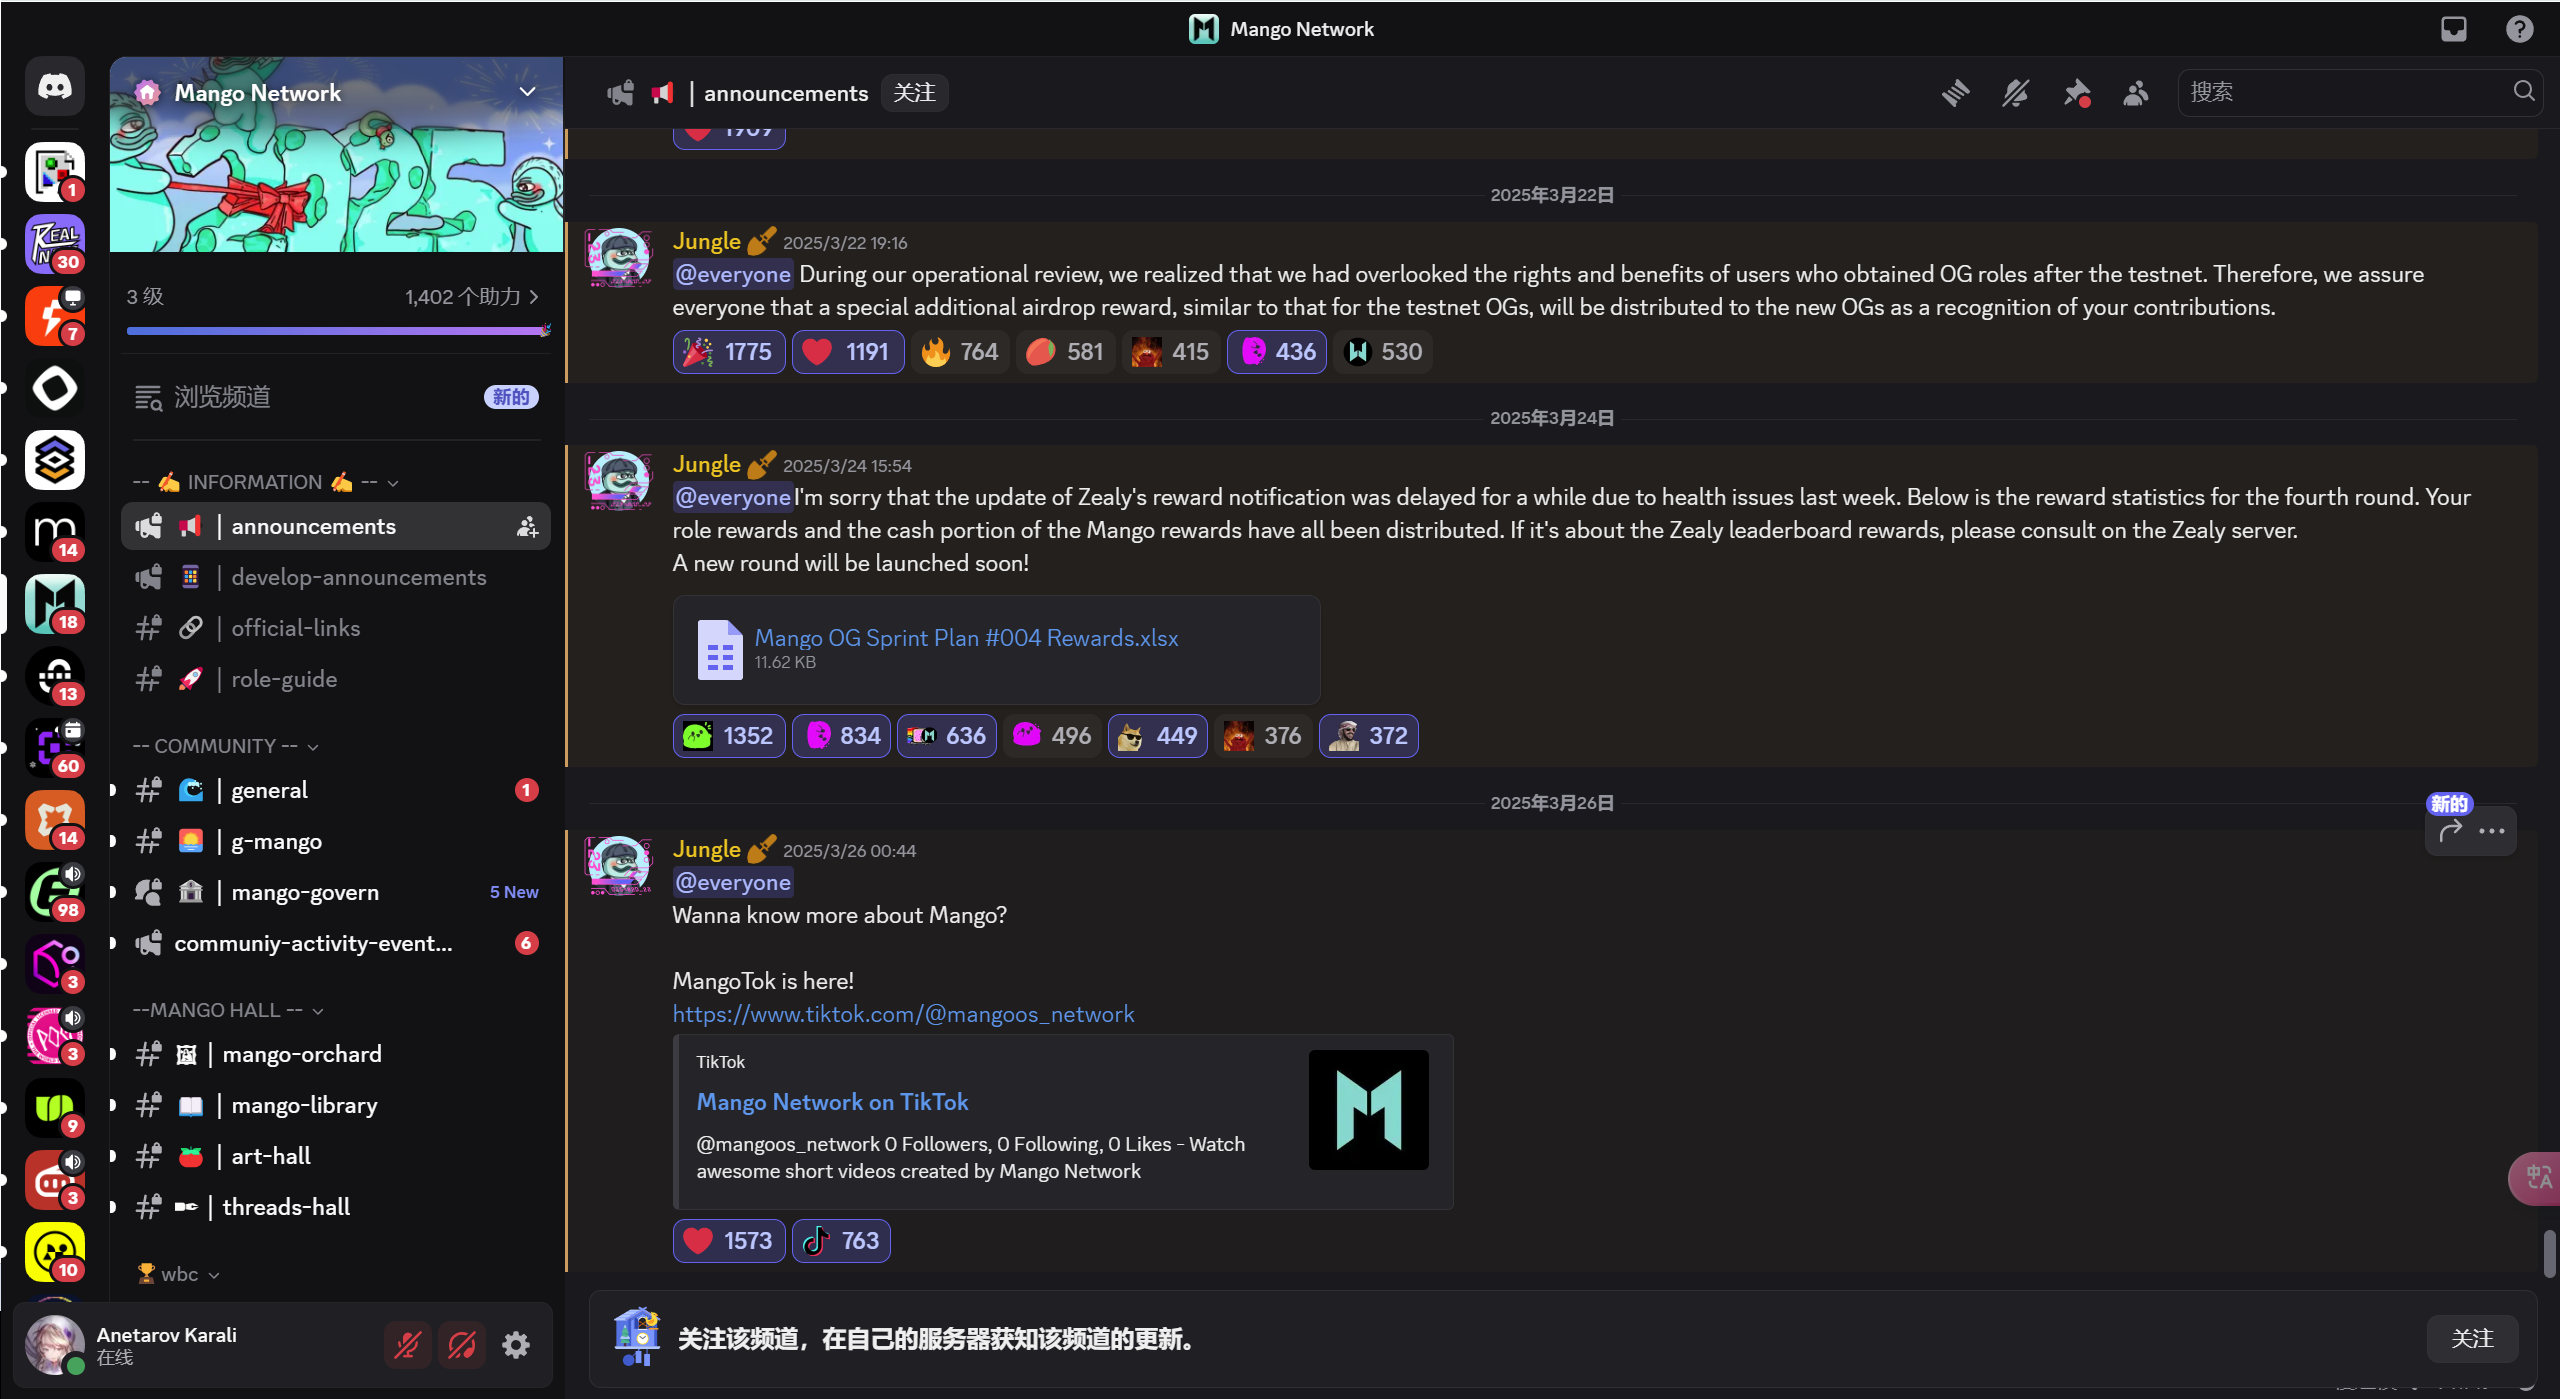 Mango Network
Mango Network
3 级
1,402 个助力
浏览频道
新的
-- ✍️ INFORMATION ✍️ --
| announcements
| develop-announcements
| official-links
| role-guide
-- COMMUNITY --
| general
1
| g-mango
| mango-govern
5 New
communiy-activity-event...
6
--MANGO HALL --
| mango-orchard
| mango-library
| art-hall
| threads-hall
🏆 wbc
Anetarov Karali
在线
1
REAL
30
7
14
18
13
60
14
98
3
3
9
3
10
| announcements
关注
搜索
1909
2025年3月22日
Jungle 2025/3/22 19:16
@everyone During our operational review, we realized that we had overlooked the rights and benefits of users who obtained OG roles after the testnet. Therefore, we assure
everyone that a special additional airdrop reward, similar to that for the testnet OGs, will be distributed to the new OGs as a recognition of your contributions.
1775 1191 764 581 415 436 530
2025年3月24日
Jungle 2025/3/24 15:54
@everyone I'm sorry that the update of Zealy's reward notification was delayed for a while due to health issues last week. Below is the reward statistics for the fourth round. Your
role rewards and the cash portion of the Mango rewards have all been distributed. If it's about the Zealy leaderboard rewards, please consult on the Zealy server.
A new round will be launched soon!
Mango OG Sprint Plan #004 Rewards.xlsx
11.62 KB
1352 834 636 496 449 376 372
2025年3月26日
新的
Jungle 2025/3/26 00:44
@everyone
Wanna know more about Mango?
MangoTok is here!
https://www.tiktok.com/@mangoos_network
TikTok
Mango Network on TikTok
@mangoos_network 0 Followers, 0 Following, 0 Likes - Watch
awesome short videos created by Mango Network
1573 763
关注该频道，在自己的服务器获知该频道的更新。
关注